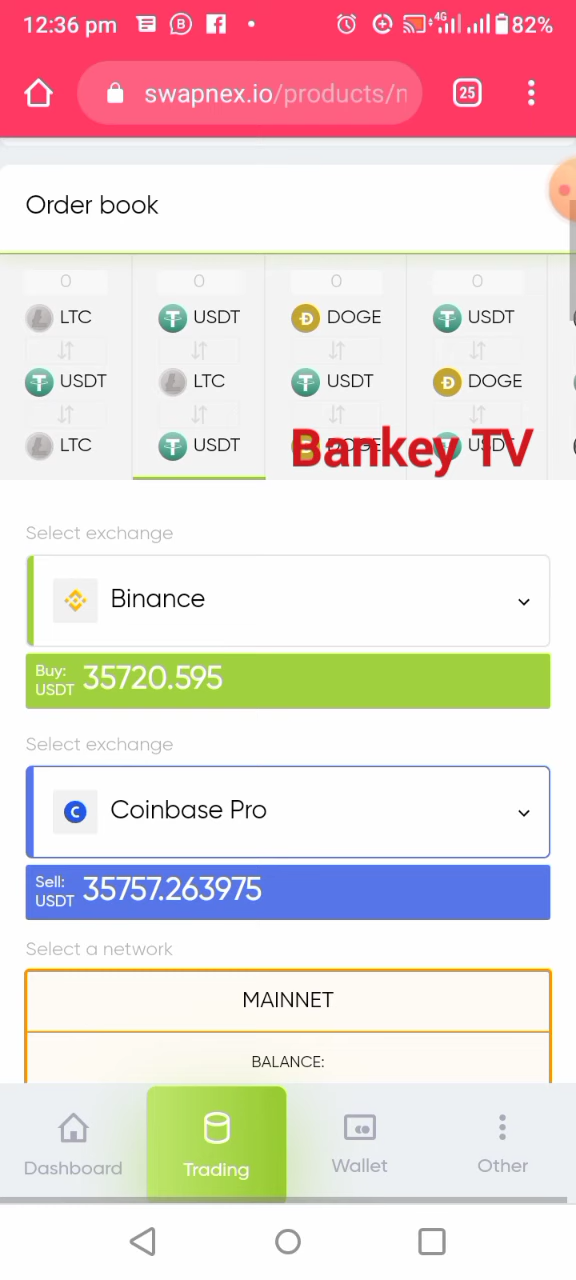 12:36 pm
4G
82%
swapnex.io/products/n
25
Order book
0 0 0 0
LTC USDT DOGE USDT
USDT LTC USDT DOGE
LTC USDT DOGE USDT
Bankey TV
Select exchange
Binance
Buy: USDT 35720.595
Select exchange
Coinbase Pro
Sell: USDT 35757.263975
Select a network
MAINNET
BALANCE:
Dashboard Trading Wallet Other